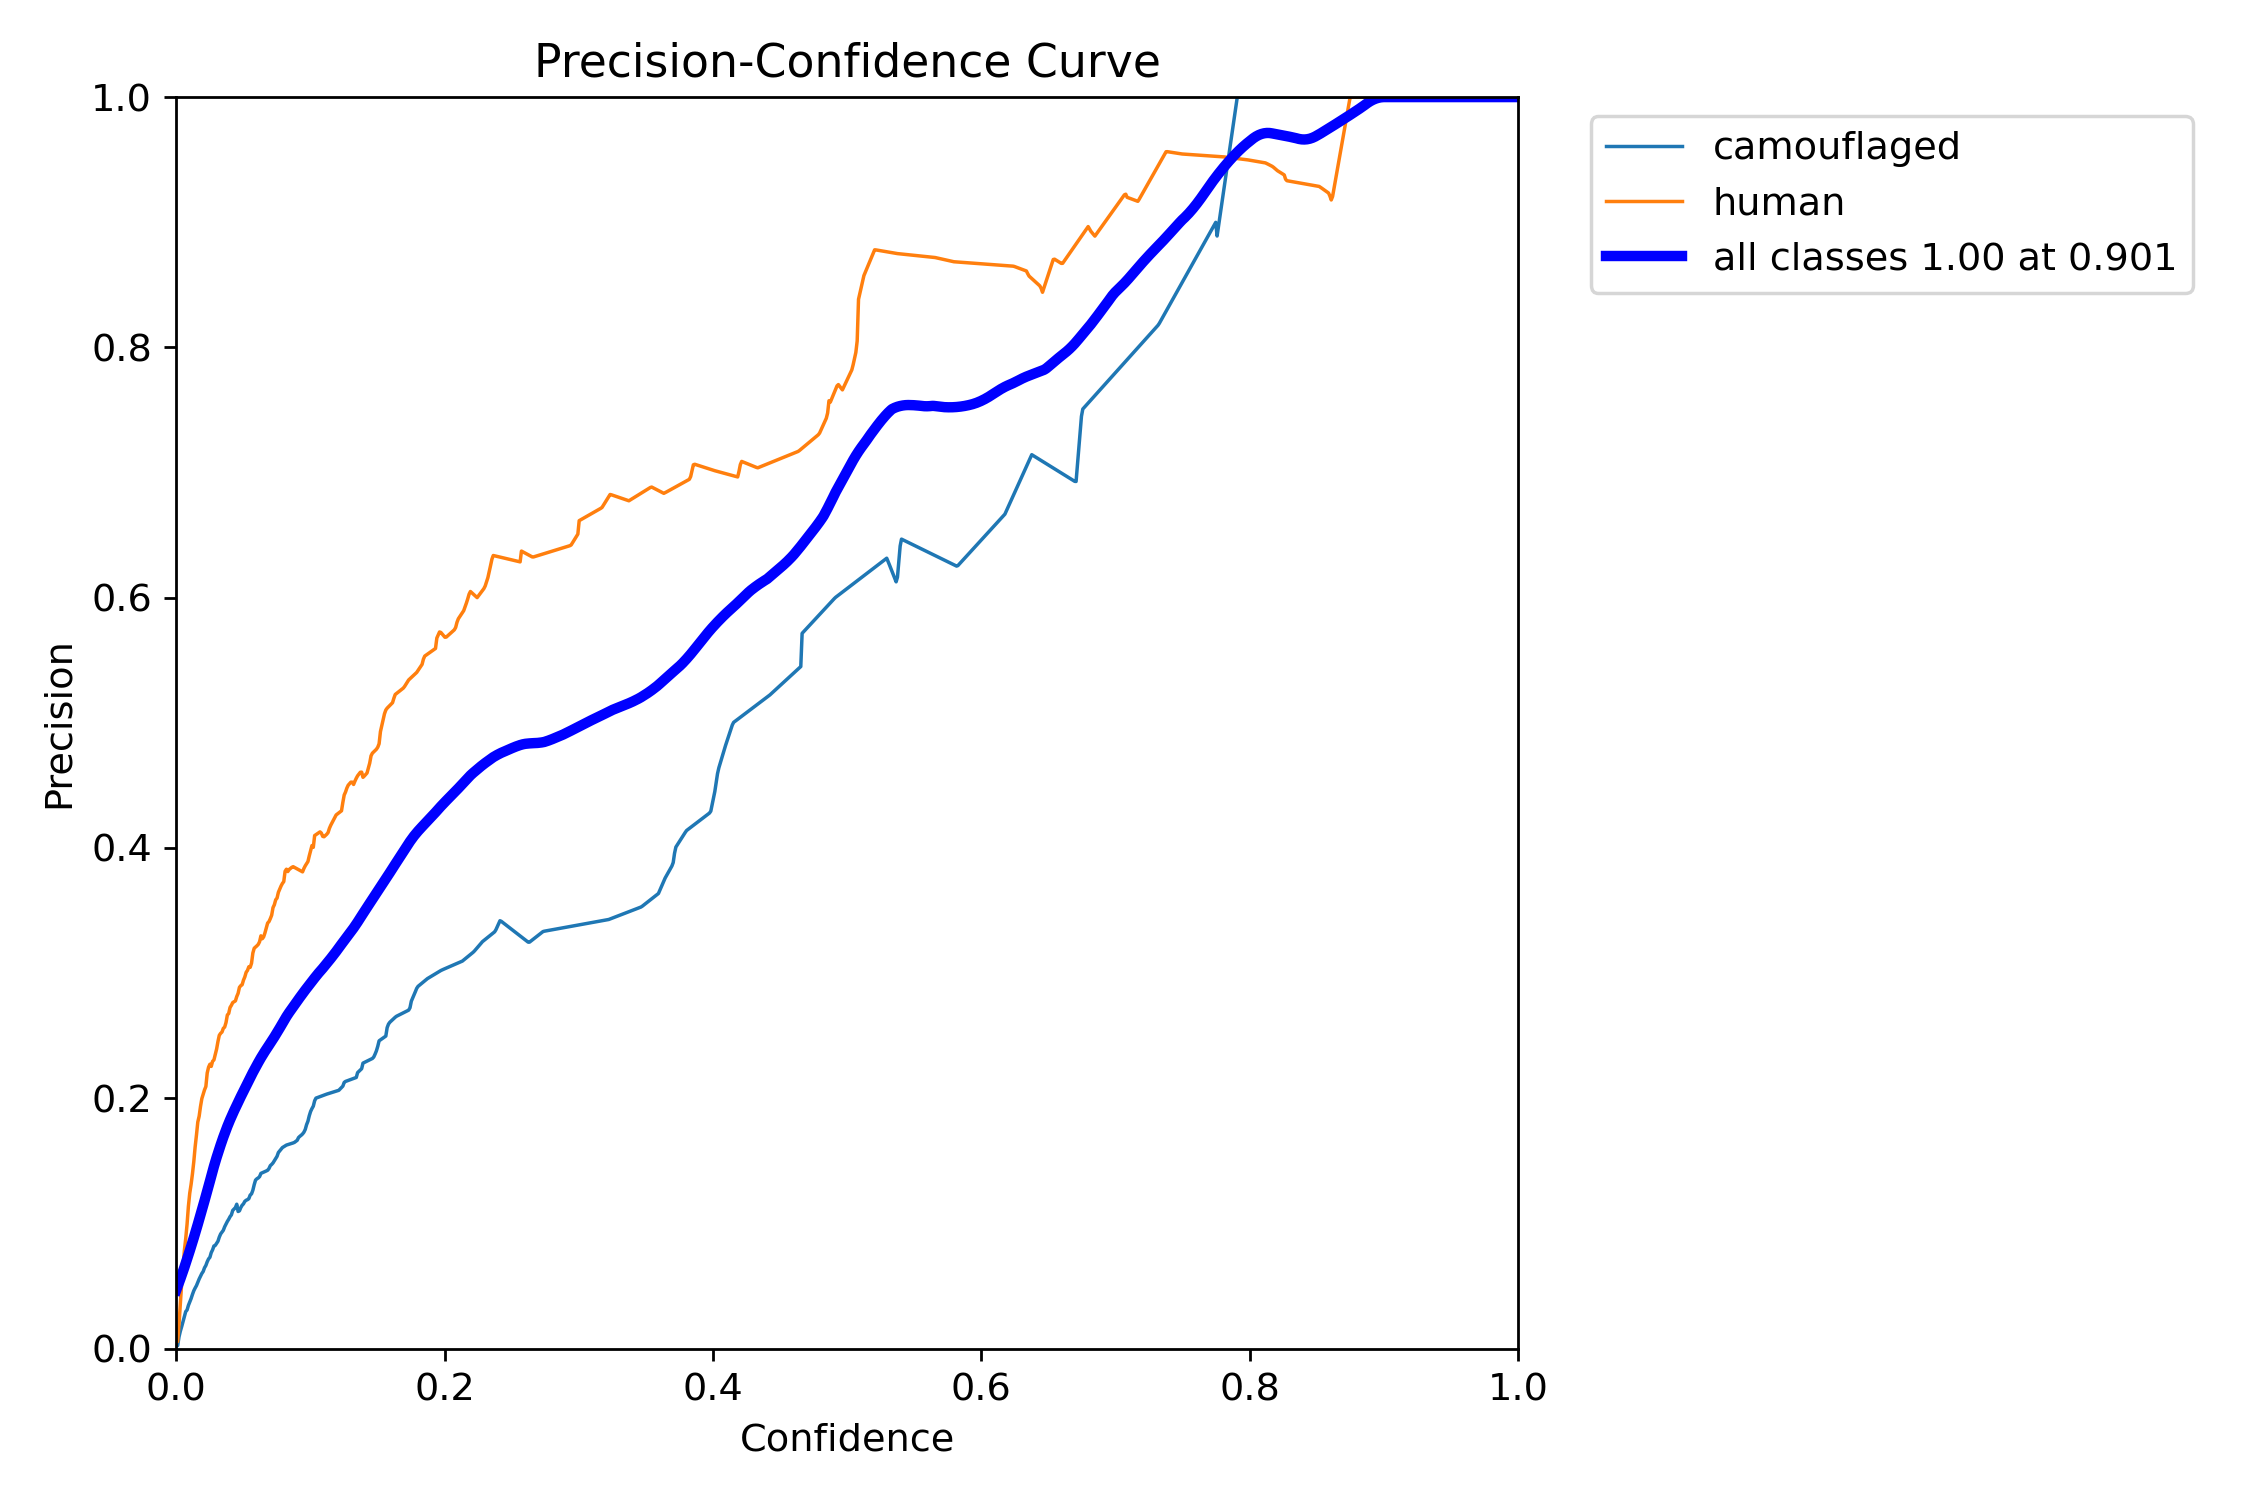 Precision-Confidence Curve
1.0
0.8
0.6
0.4
0.2
0.0
Precision
0.0 0.2 0.4 0.6 0.8 1.0
Confidence
camouflaged
human
all classes 1.00 at 0.901